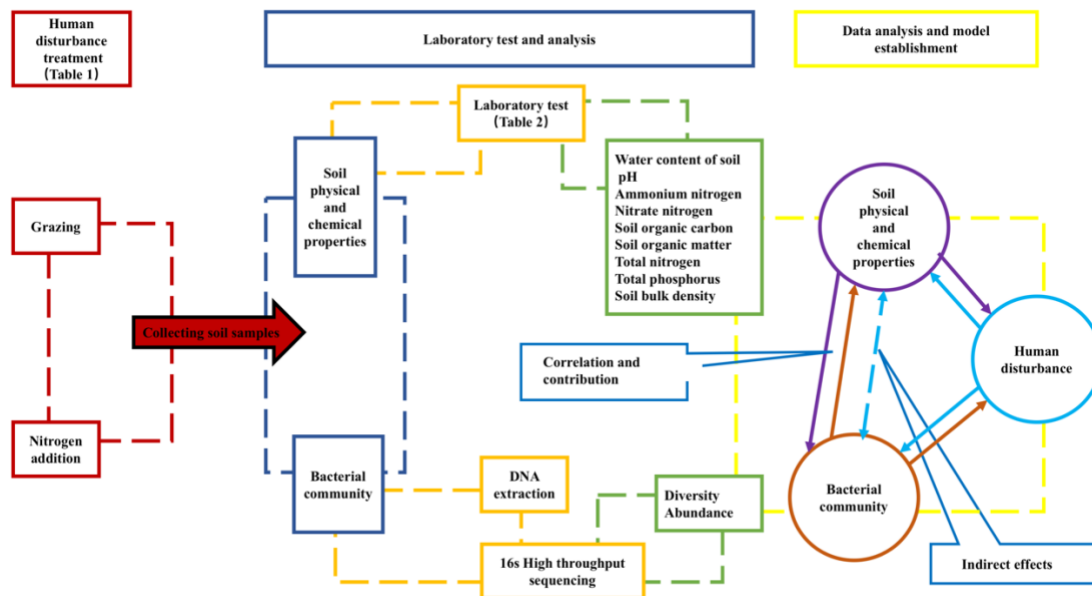 Human
disturbance
treatment
(Table 1)
Laboratory test and analysis
Data analysis and model
establishment
Laboratory test
(Table 2)
Soil
physical
and
chemical
properties
Water content of soil
pH
Ammonium nitrogen
Nitrate nitrogen
Soil organic carbon
Soil organic matter
Total nitrogen
Total phosphorus
Soil bulk density
Soil
physical
and
chemical
properties
Grazing
Collecting soil samples
Correlation and
contribution
Human
disturbance
Nitrogen
addition
Bacterial
community
DNA
extraction
Diversity
Abundance
Bacterial
community
16s High throughput
sequencing
Indirect effects